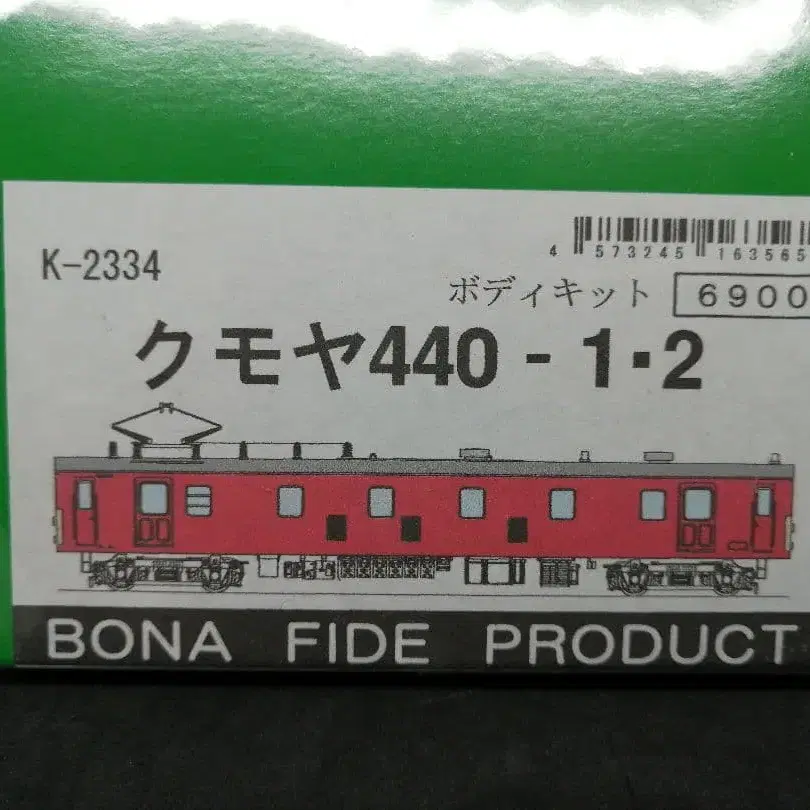 4 573245 163565
K-2334
ボディキット 6900
クモヤ440 - 1・2
BONA FIDE PRODUCT